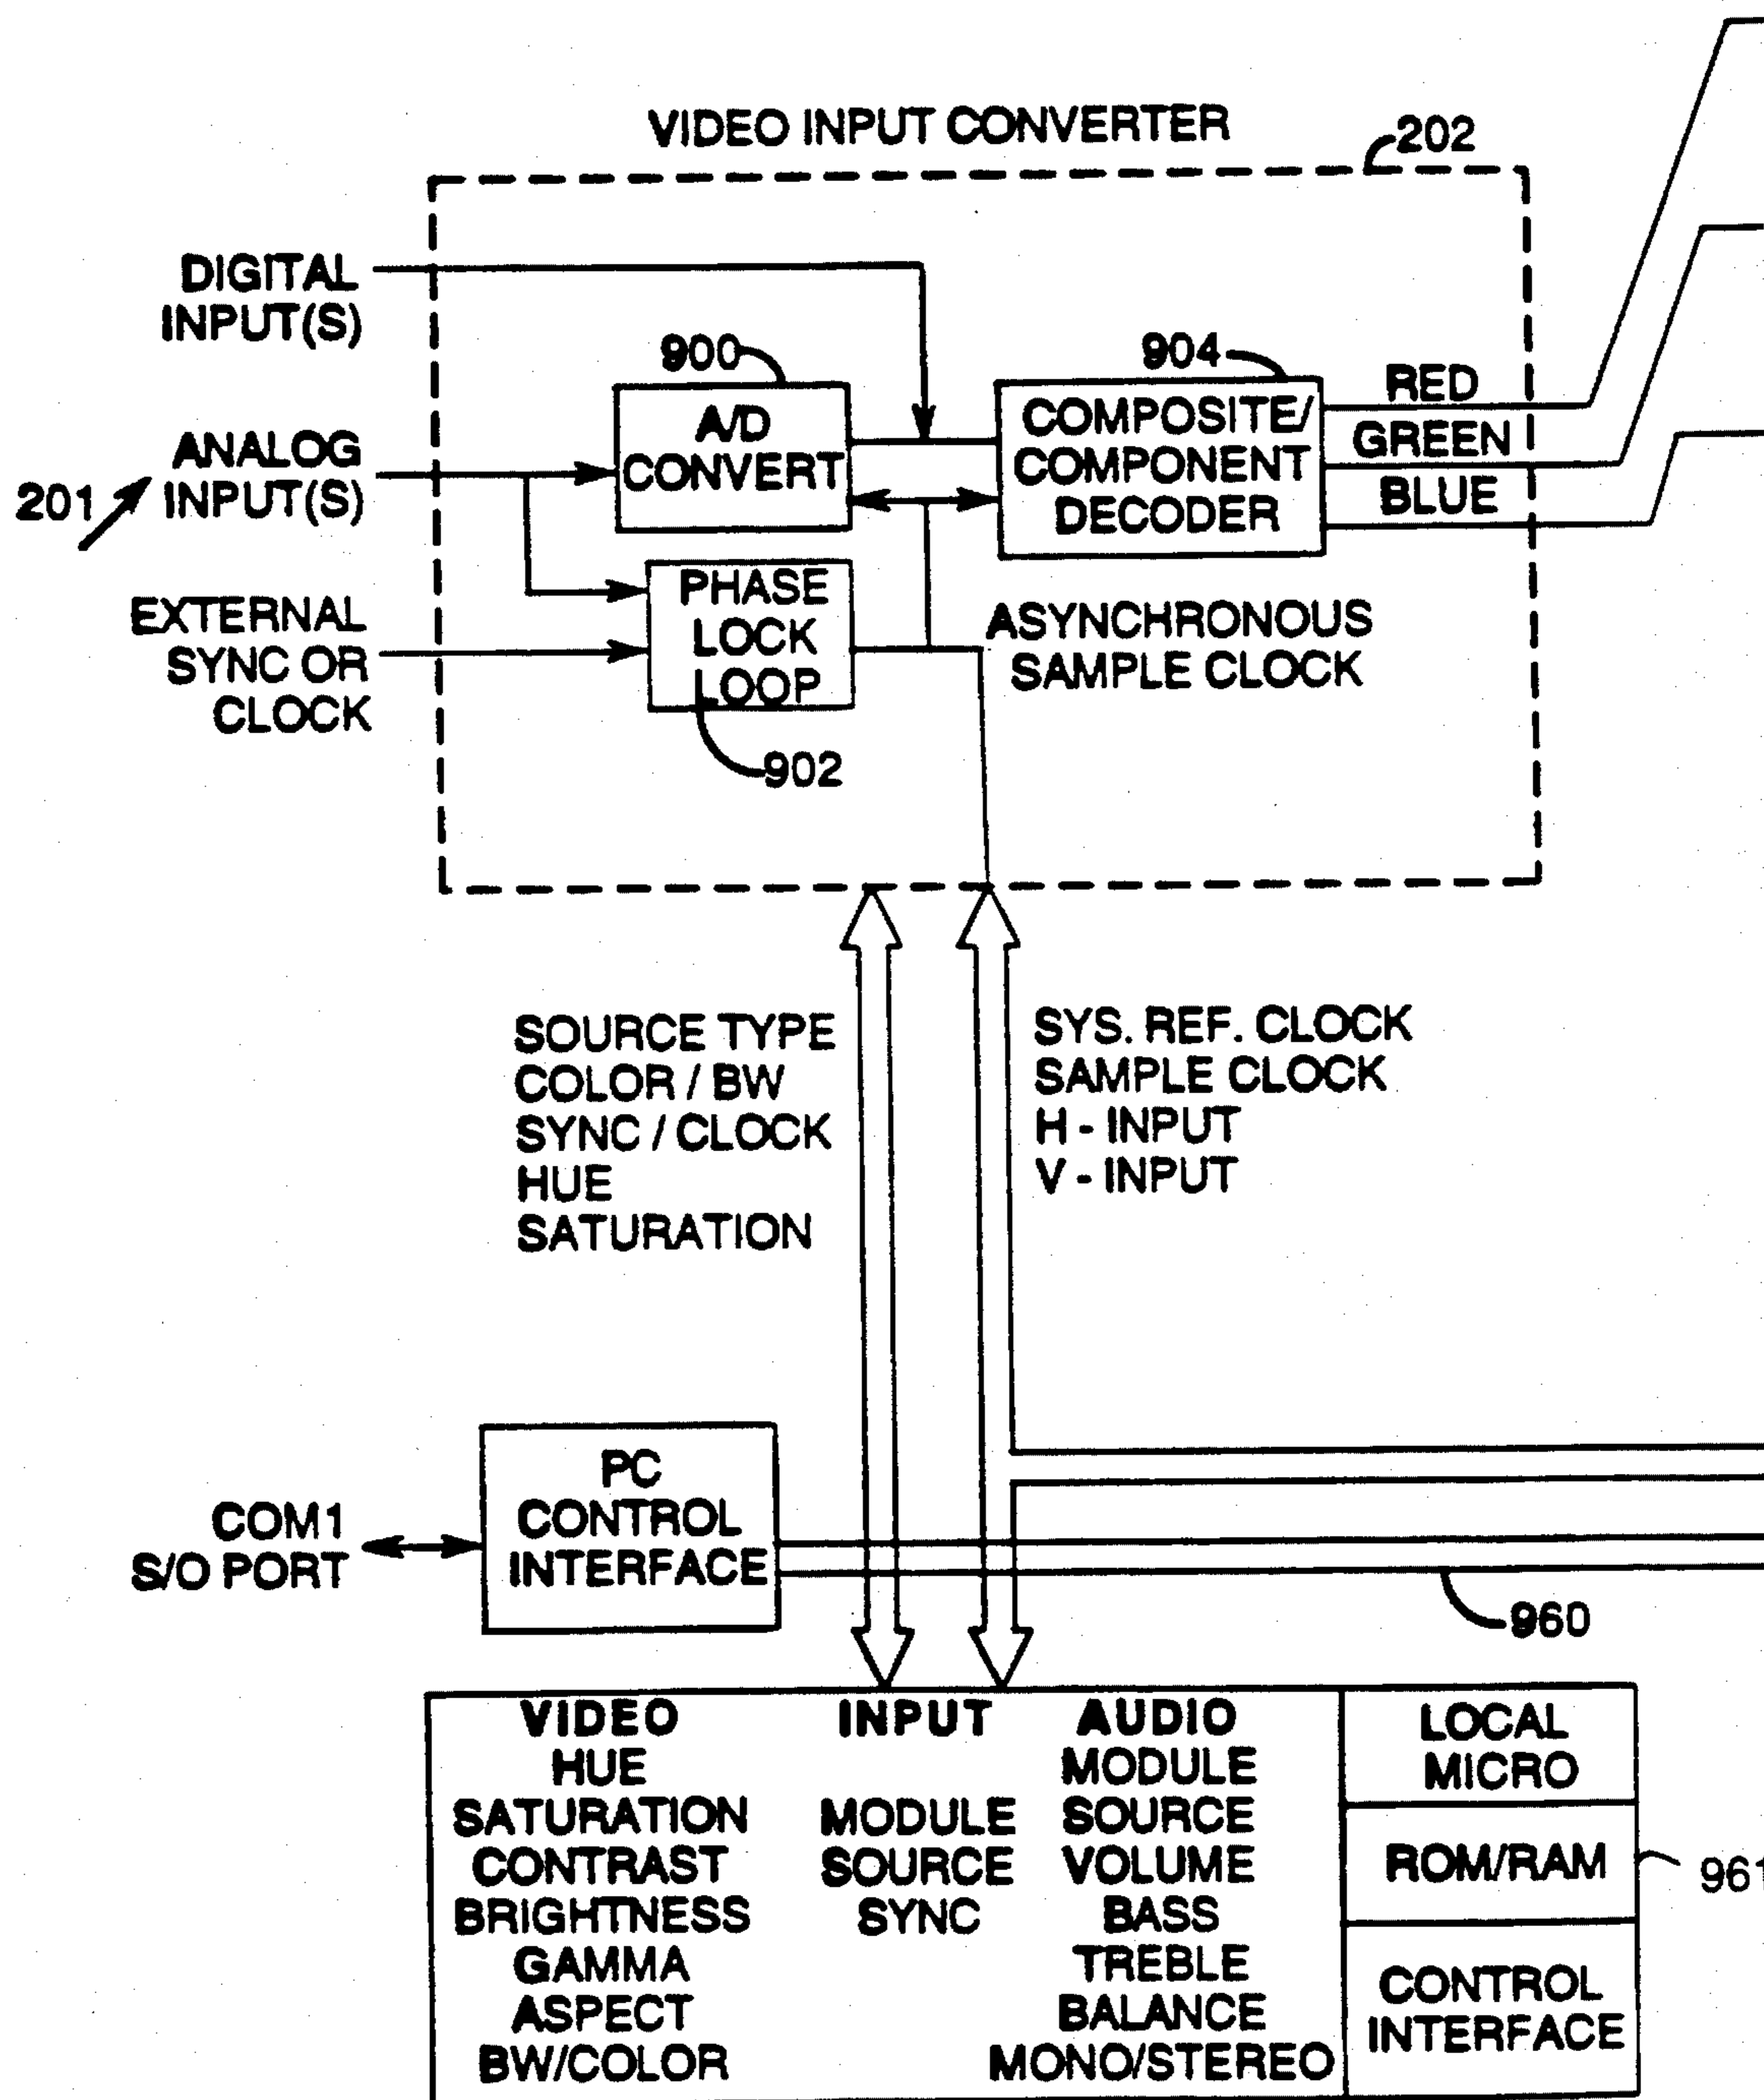 VIDEO INPUT CONVERTER
202
DIGITAL
INPUT(S)
900
904
A/D
CONVERT
COMPOSITE/
COMPONENT
DECODER
RED
GREEN
BLUE
201
ANALOG
INPUT(S)
EXTERNAL
SYNC OR
CLOCK
PHASE
LOCK
LOOP
902
ASYNCHRONOUS
SAMPLE CLOCK
SOURCE TYPE
COLOR / BW
SYNC / CLOCK
HUE
SATURATION
SYS. REF. CLOCK
SAMPLE CLOCK
H - INPUT
V - INPUT
COM1
S/O PORT
PC
CONTROL
INTERFACE
960
VIDEO
HUE
SATURATION
CONTRAST
BRIGHTNESS
GAMMA
ASPECT
BW/COLOR
INPUT
MODULE
SOURCE
SYNC
AUDIO
MODULE
SOURCE
VOLUME
BASS
TREBLE
BALANCE
MONO/STEREO
LOCAL
MICRO
ROM/RAM
CONTROL
INTERFACE
961